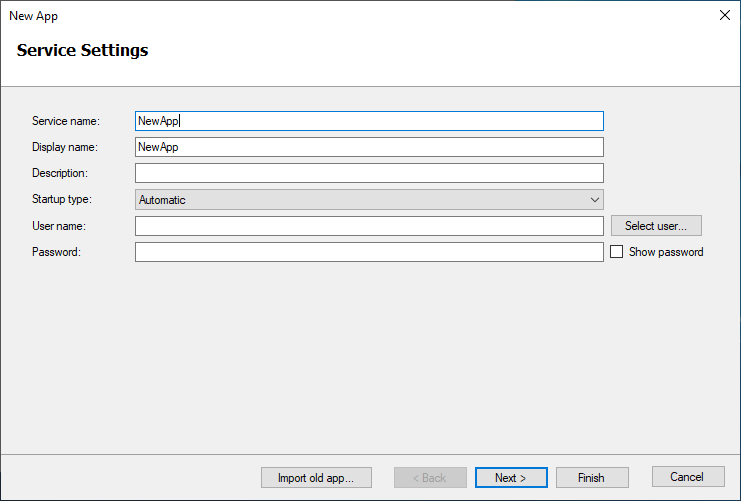 New App
Service Settings
Service name: NewApp
Display name: NewApp
Description:
Startup type: Automatic
User name: Select user...
Password: Show password
Import old app... < Back Next > Finish Cancel